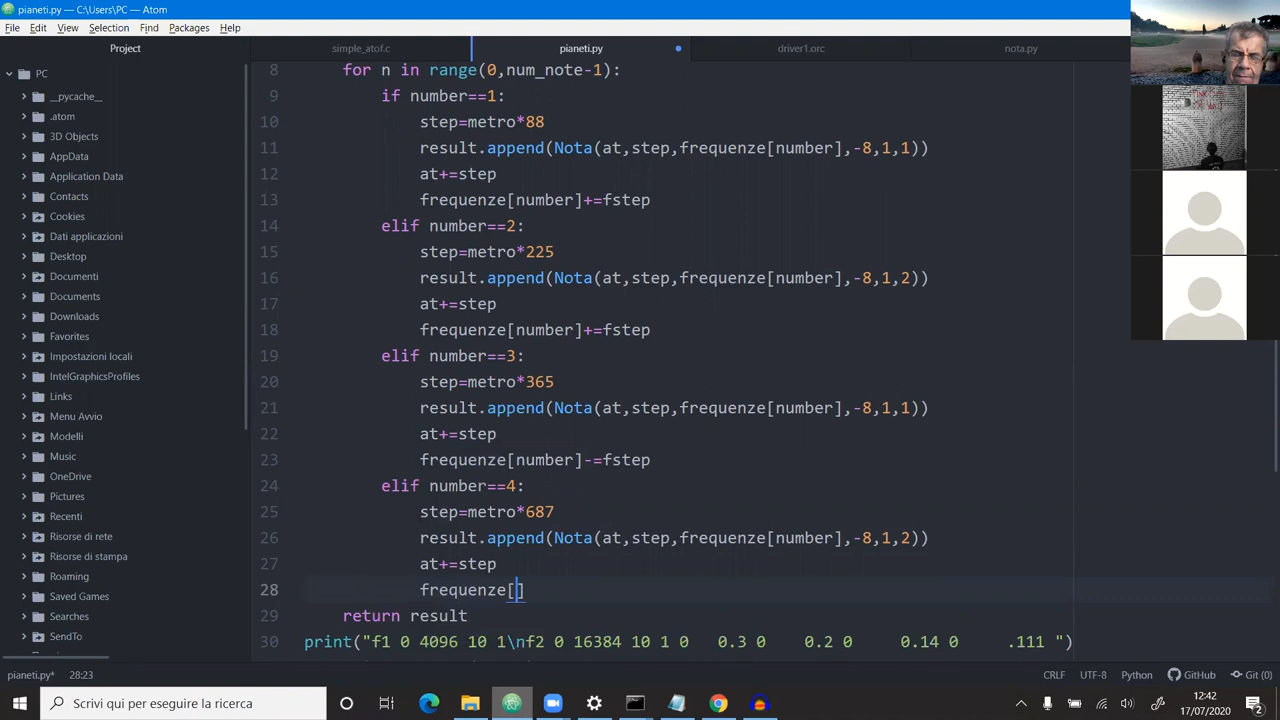 pianeti.py — C:\Users\PC — Atom
File Edit View Selection Find Packages Help
Project
simple_atof.c pianeti.py driver1.orc nota.py
PC
__pycache__
.atom
3D Objects
AppData
Application Data
Contacts
Cookies
Dati applicazioni
Desktop
Documenti
Documents
Downloads
Favorites
Impostazioni locali
IntelGraphicsProfiles
Links
Menu Avvio
Modelli
Music
OneDrive
Pictures
Recenti
Risorse di rete
Risorse di stampa
Roaming
Saved Games
Searches
SendTo
8 for n in range(0,num_note-1):
9 if number==1:
10 step=metro*88
11 result.append(Nota(at,step,frequenze[number],-8,1,1))
12 at+=step
13 frequenze[number]+=fstep
14 elif number==2:
15 step=metro*225
16 result.append(Nota(at,step,frequenze[number],-8,1,2))
17 at+=step
18 frequenze[number]+=fstep
19 elif number==3:
20 step=metro*365
21 result.append(Nota(at,step,frequenze[number],-8,1,1))
22 at+=step
23 frequenze[number]-=fstep
24 elif number==4:
25 step=metro*687
26 result.append(Nota(at,step,frequenze[number],-8,1,2))
27 at+=step
28 frequenze[]
29 return result
30 print("f1 0 4096 10 1\nf2 0 16384 10 1 0 0.3 0 0.2 0 0.14 0 .111 ")
pianeti.py* 28:23 CRLF UTF-8 Python GitHub Git (0)
Scrivi qui per eseguire la ricerca
12:42
17/07/2020
2